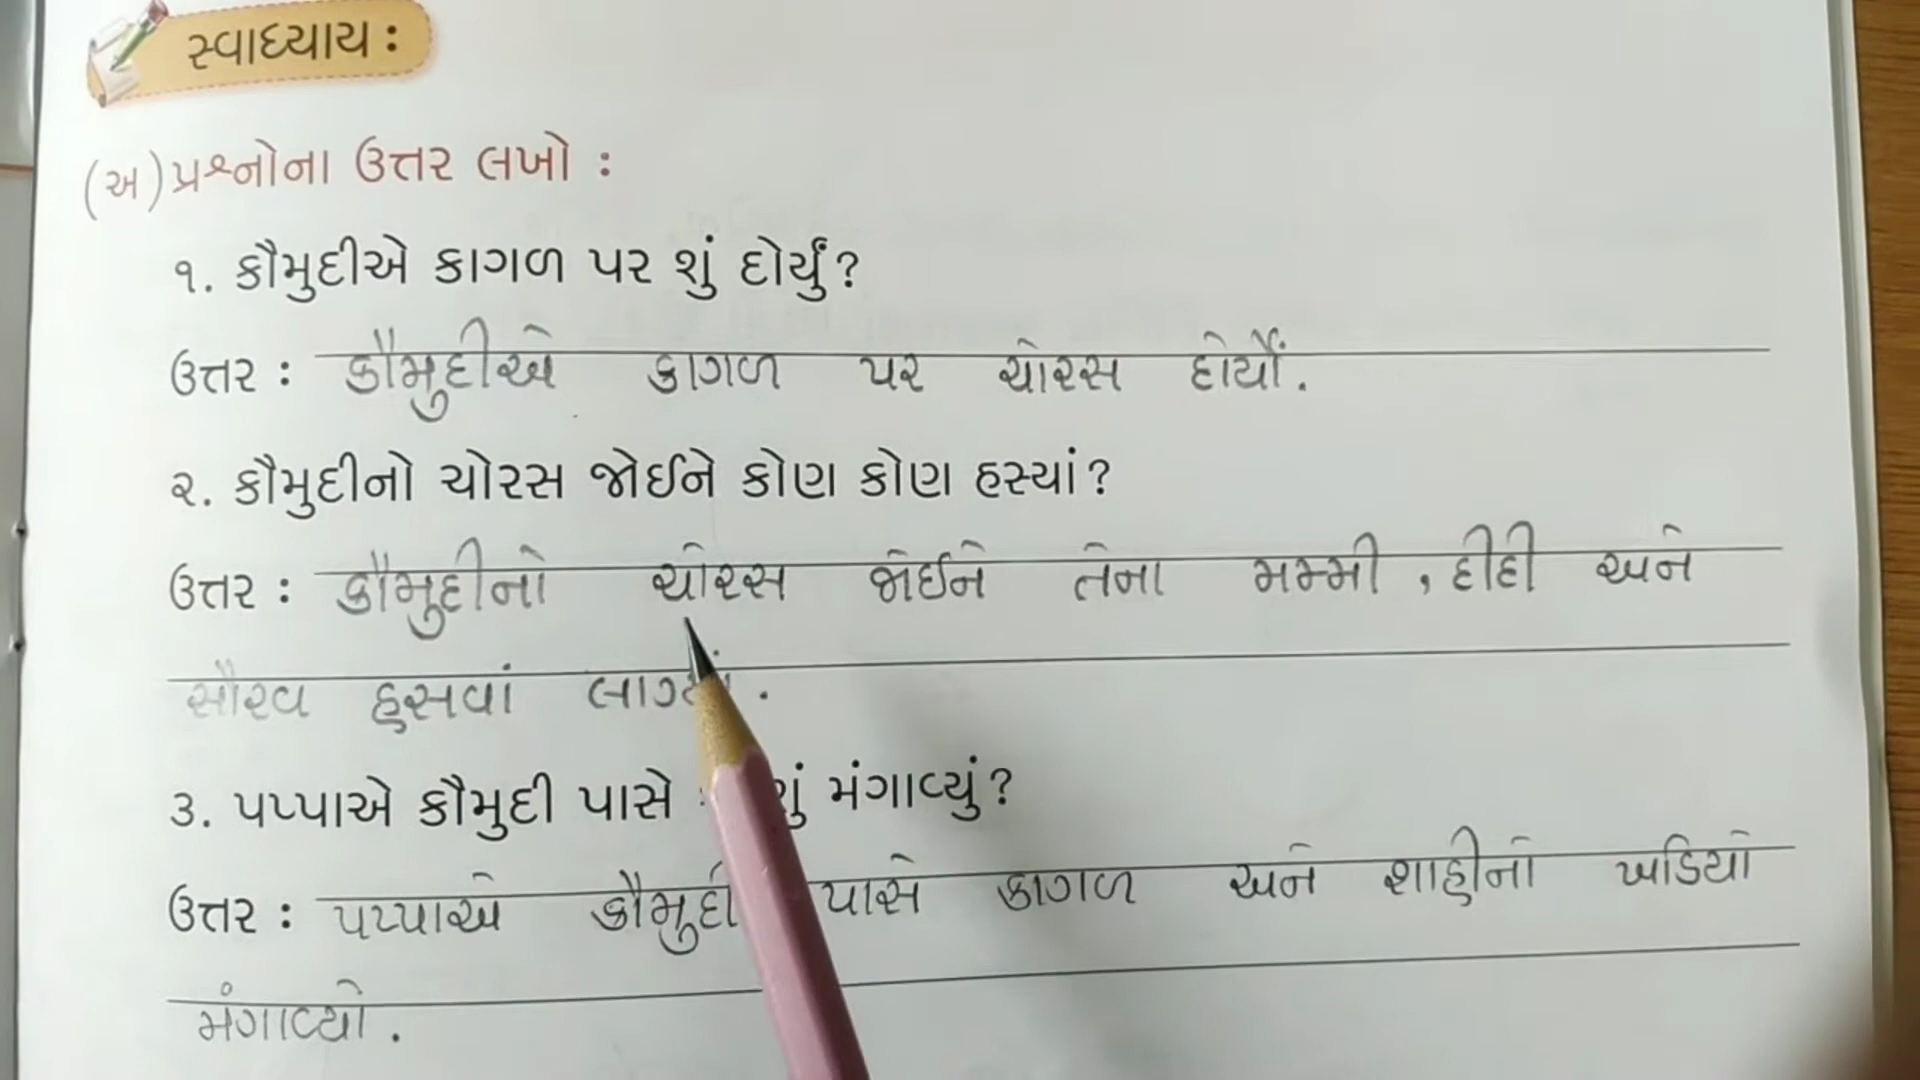 સ્વાધ્યાય :
(અ) પ્રશ્નોના ઉત્તર લખો :
૧. કૌમુદીએ કાગળ પર શું દોર્યું?
ઉત્તર : કૌમુદીએ કાગળ પર ચોરસ દોર્યો.
૨. કૌમુદીનો ચોરસ જોઈને કોણ કોણ હસ્યાં?
ઉત્તર : કૌમુદીનો ચોરસ જોઈને તેના મમ્મી , દીદી અને
સૌરવ હસવાં લાગ્યાં .
૩. પપ્પાએ કૌમુદી પાસે શું મંગાવ્યું?
ઉત્તર : પપ્પાએ કૌમુદી પાસે કાગળ અને શાહીનો ખડિયો
મંગાવ્યો .